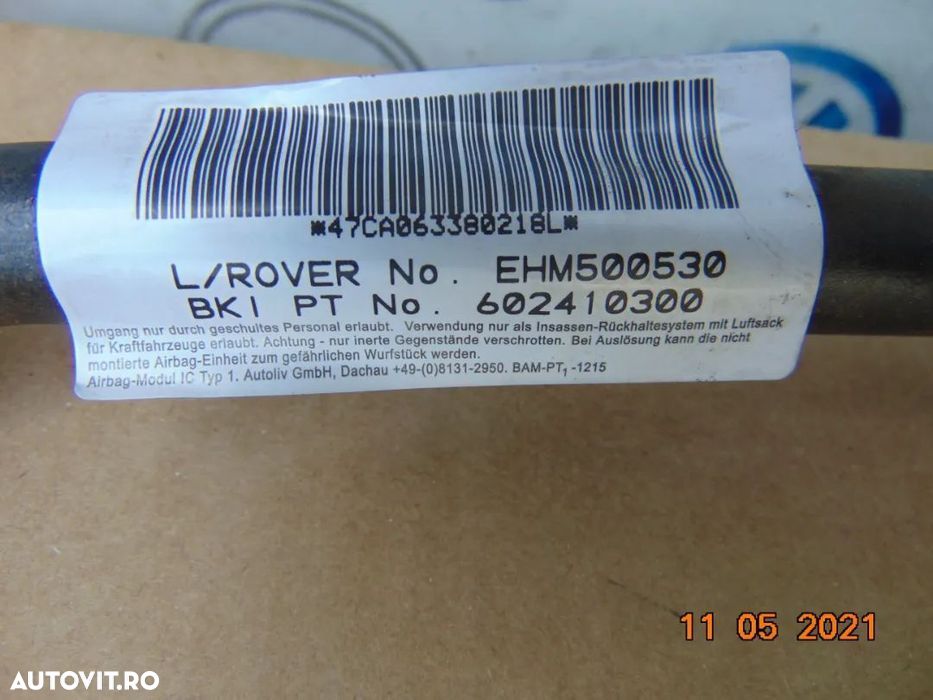 *47CA063380218L*
L/ROVER No. EHM500530
BKI PT No. 602410300
Umgang nur durch geschultes Personal erlaubt. Verwendung nur als Insassen-Rückhaltesystem mit Luftsack
für Kraftfahrzeuge erlaubt. Achtung - nur inerte Gegenstände verschrotten. Bei Auslösung kann die nicht
montierte Airbag-Einheit zum gefährlichen Wurfstück werden.
Airbag-Modul IC Typ 1. Autoliv GmbH, Dachau +49-(0)8131-2950. BAM-PT₁ -1215
11 05 2021
AUTOVIT.RO